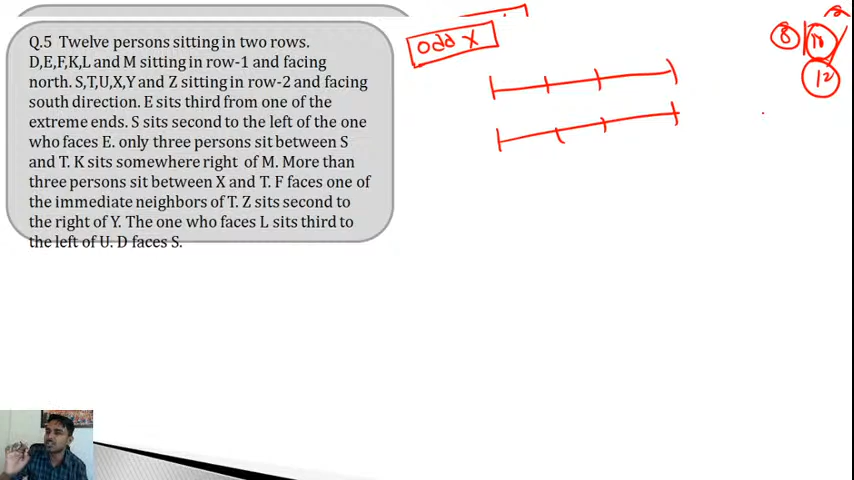 Q.5 Twelve persons sitting in two rows.
D,E,F,K,L and M sitting in row-1 and facing
north. S,T,U,X,Y and Z sitting in row-2 and facing
south direction. E sits third from one of the
extreme ends. S sits second to the left of the one
who faces E. only three persons sit between S
and T. K sits somewhere right of M. More than
three persons sit between X and T. F faces one of
the immediate neighbors of T. Z sits second to
the right of Y. The one who faces L sits third to
the left of U. D faces S.
odd X
8
10
12